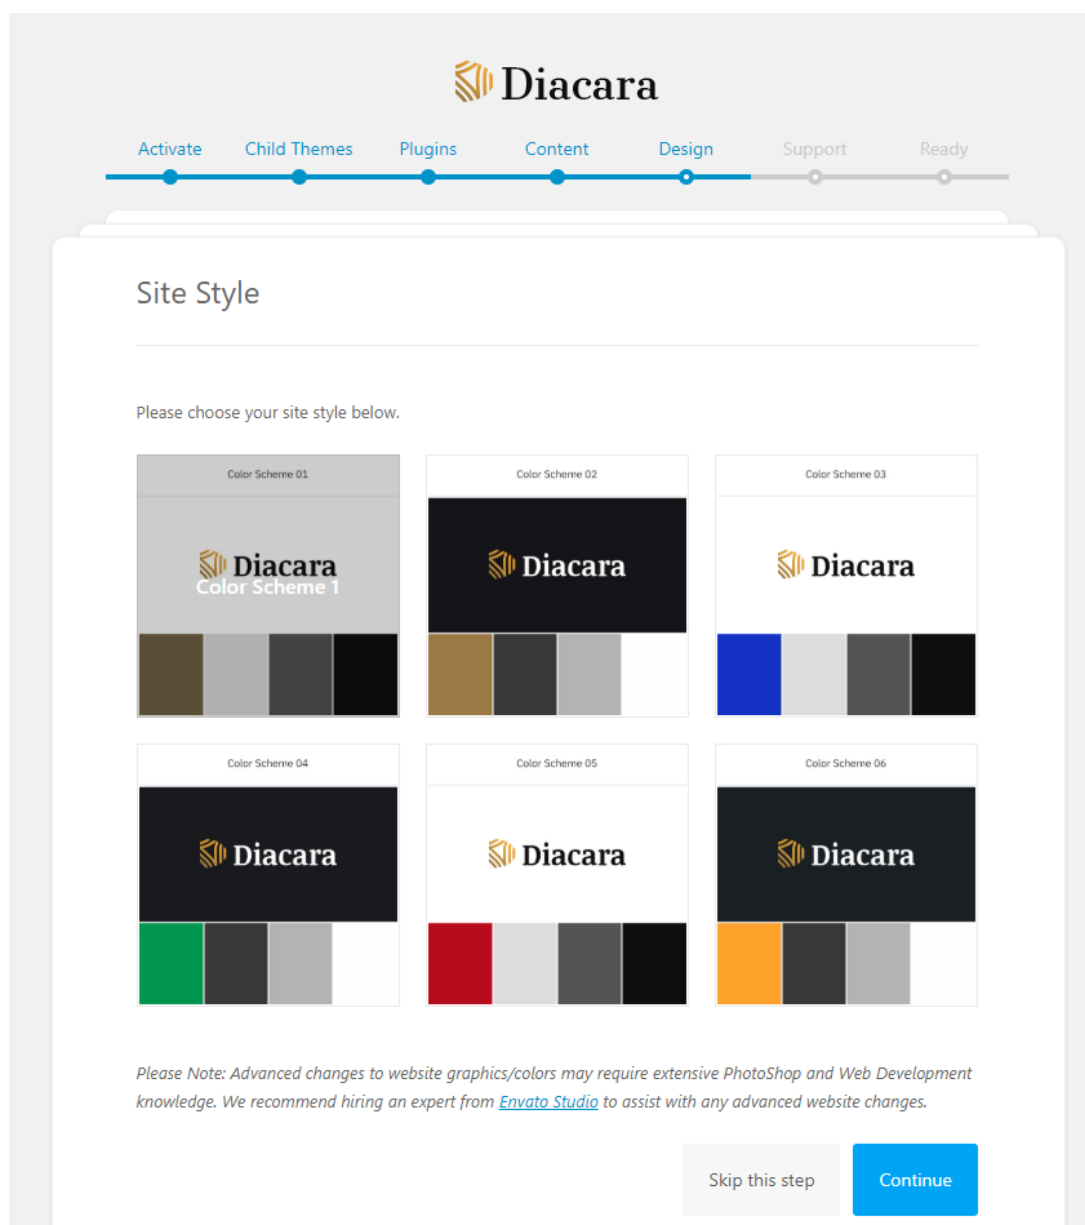 Diacara
Activate Child Themes Plugins Content Design Support Ready
Site Style
Please choose your site style below.
Color Scheme 01 Color Scheme 02 Color Scheme 03
Diacara Diacara Diacara
Color Scheme 1
Color Scheme 04 Color Scheme 05 Color Scheme 06
Diacara Diacara Diacara
Please Note: Advanced changes to website graphics/colors may require extensive PhotoShop and Web Development
knowledge. We recommend hiring an expert from Envato Studio to assist with any advanced website changes.
Skip this step Continue